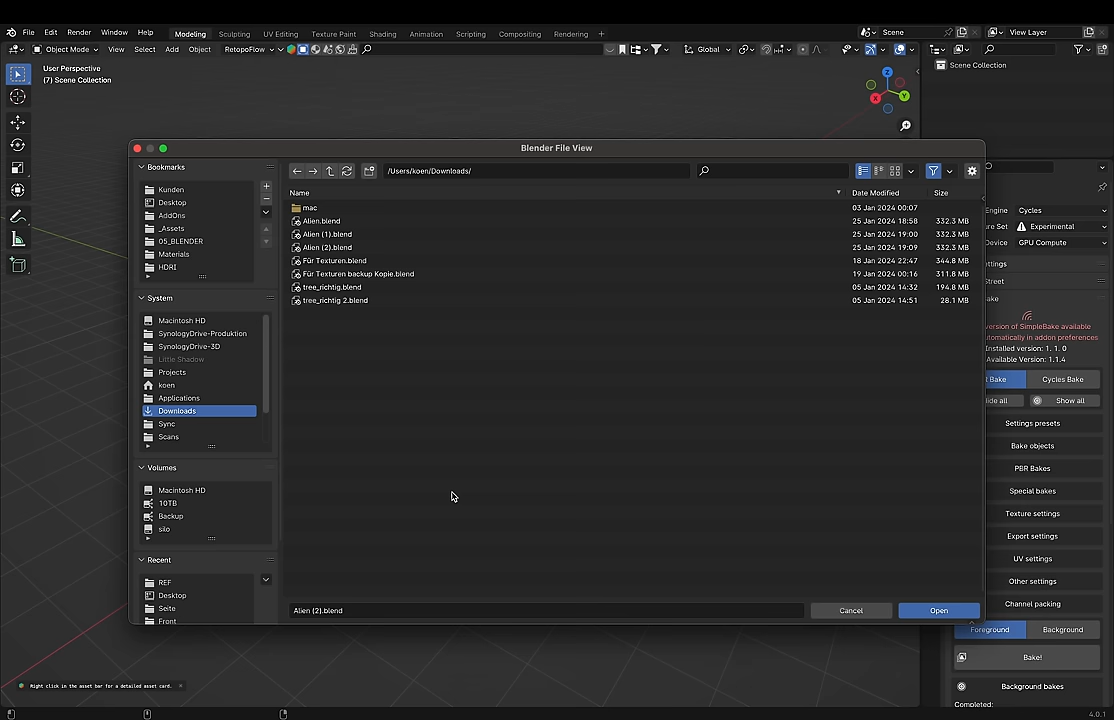 File Edit Render Window Help Modeling Sculpting UV Editing Texture Paint Shading Animation Scripting Compositing Rendering + Scene View Layer
Object Mode View Select Add Object RetopoFlow Global
User Perspective
(7) Scene Collection
Scene Collection
Z
Y
X
Blender File View
Bookmarks
Kunden
Desktop
AddOns
_Assets
05_BLENDER
Materials
HDRI
System
Macintosh HD
SynologyDrive-Produktion
SynologyDrive-3D
Little Shadow
Projects
koen
Applications
Downloads
Sync
Scans
Volumes
Macintosh HD
10TB
Backup
silo
Recent
REF
Desktop
Seite
Front
/Users/koen/Downloads/
Name Date Modified Size
mac 03 Jan 2024 00:07
Alien.blend 25 Jan 2024 18:58 332.3 MB
Alien (1).blend 25 Jan 2024 19:00 332.3 MB
Alien (2).blend 25 Jan 2024 19:09 332.3 MB
Für Texturen.blend 18 Jan 2024 22:47 344.8 MB
Für Texturen backup Kopie.blend 19 Jan 2024 00:16 311.8 MB
tree_richtig.blend 05 Jan 2024 14:32 194.8 MB
tree_richtig 2.blend 05 Jan 2024 14:51 28.1 MB
Alien (2).blend Cancel Open
Engine Cycles
Experimental
Device GPU Compute
ttings
Street
ake
version of SimpleBake available
utomatically in addon preferences
Installed version: 1. 1. 0
Available Version: 1.1.4
t Bake Cycles Bake
ide all Show all
Settings presets
Bake objects
PBR Bakes
Special bakes
Texture settings
Export settings
UV settings
Other settings
Channel packing
Foreground Background
Bake!
Background bakes
Completed:
Right click in the asset bar for a detailed asset card.
4.0.1